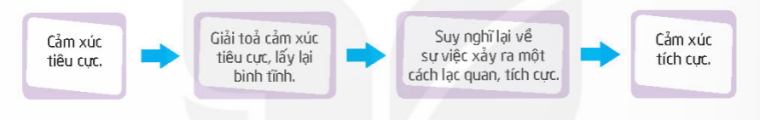 Cảm xúc
tiêu cực.
Giải toả cảm xúc
tiêu cực, lấy lại
bình tĩnh.
Suy nghĩ lại về
sự việc xảy ra một
cách lạc quan, tích cực.
Cảm xúc
tích cực.